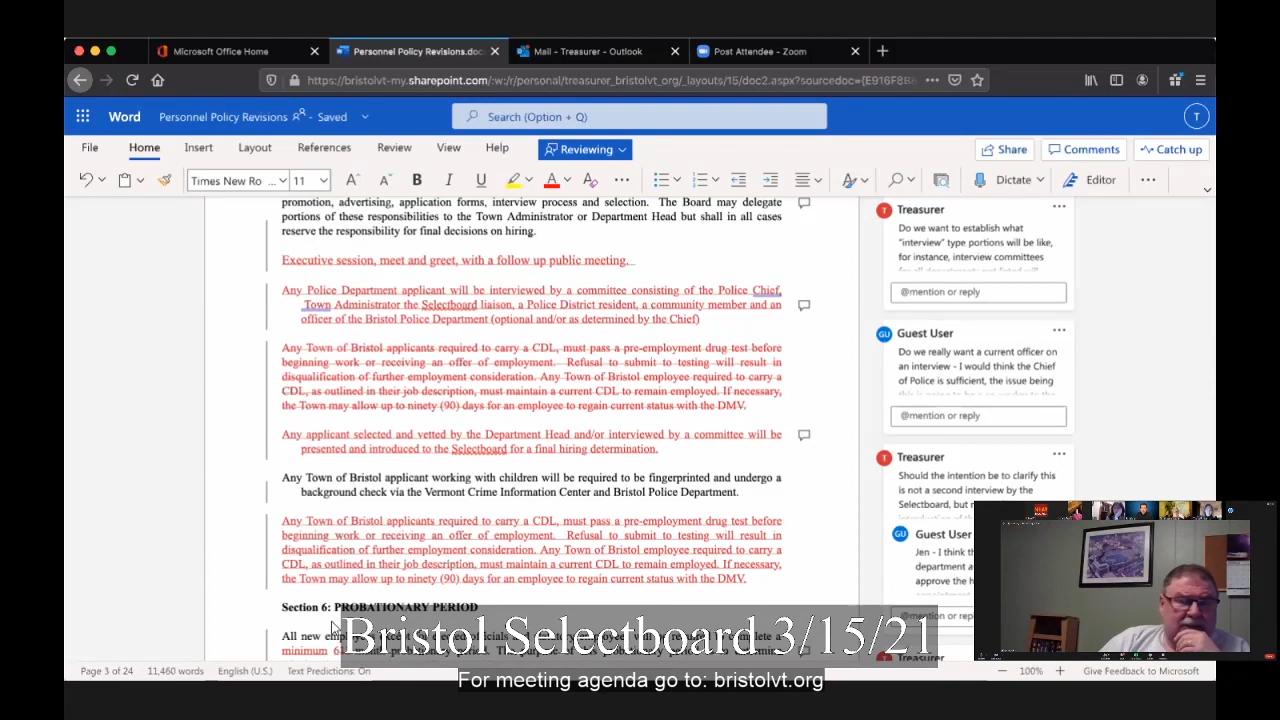 Microsoft Office Home
Personnel Policy Revisions.doc
Mail - Treasurer - Outlook
Post Attendee - Zoom
https://bristolvt-my.sharepoint.com/:w:/r/personal/treasurer_bristolvt_org/_layouts/15/doc2.aspx?sourcedoc={E916F8B
Word
Personnel Policy Revisions
- Saved
Search (Option + Q)
T
File
Home
Insert
Layout
References
Review
View
Help
Reviewing
Share
Comments
Catch up
Times New Ro ...
11
B
I
U
Dictate
Editor
promotion, advertising, application forms, interview process and selection. The Board may delegate
portions of these responsibilities to the Town Administrator or Department Head but shall in all cases
reserve the responsibility for final decisions on hiring.
Executive session, meet and greet, with a follow up public meeting.
Any Police Department applicant will be interviewed by a committee consisting of the Police Chief,
Town Administrator the Selectboard liaison, a Police District resident, a community member and an
officer of the Bristol Police Department (optional and/or as determined by the Chief)
Any Town of Bristol applicants required to carry a CDL, must pass a pre-employment drug test before
beginning work or receiving an offer of employment. Refusal to submit to testing will result in
disqualification of further employment consideration. Any Town of Bristol employee required to carry a
CDL, as outlined in their job description, must maintain a current CDL to remain employed. If necessary,
the Town may allow up to ninety (90) days for an employee to regain current status with the DMV.
Any applicant selected and vetted by the Department Head and/or interviewed by a committee will be
presented and introduced to the Selectboard for a final hiring determination.
Any Town of Bristol applicant working with children will be required to be fingerprinted and undergo a
background check via the Vermont Crime Information Center and Bristol Police Department.
Any Town of Bristol applicants required to carry a CDL, must pass a pre-employment drug test before
beginning work or receiving an offer of employment. Refusal to submit to testing will result in
disqualification of further employment consideration. Any Town of Bristol employee required to carry a
CDL, as outlined in their job description, must maintain a current CDL to remain employed. If necessary,
the Town may allow up to ninety (90) days for an employee to regain current status with the DMV.
Section 6: PROBATIONARY PERIOD
All new
minimum
T Treasurer
Do we want to establish what
"interview" type portions will be like,
for instance, interview committees
@mention or reply
GU Guest User
Do we really want a current officer on
an interview - I would think the Chief
of Police is sufficient, the issue being
@mention or reply
T Treasurer
Should the intention be to clarify this
is not a second interview by the
Selectboard, but
GU Guest User
Jen - I think
department
approve the h
@mention or reply
T Treasurer
Bristol Selectboard 3/15/21
Page 3 of 24
11,460 words
English (U.S.)
Text Predictions: On
100%
Give Feedback to Microsoft
For meeting agenda go to: bristolvt.org